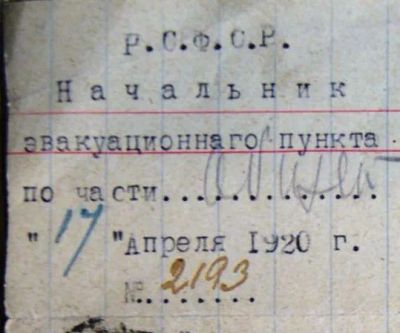 Р.С.Ф.С.Р.
Начальник
эвакуационнаго пункта
по части.............
" 17 "Апреля 1920 г.
№ 2193